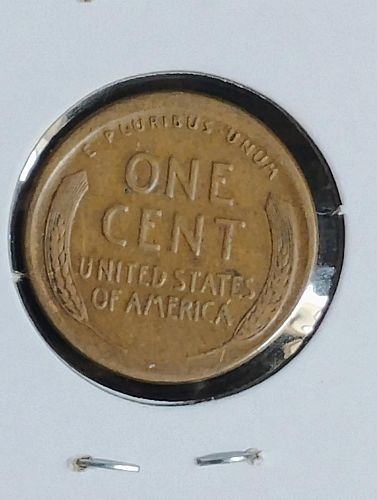 E PLURIBUS UNUM
ONE
CENT
UNITED STATES
OF AMERICA